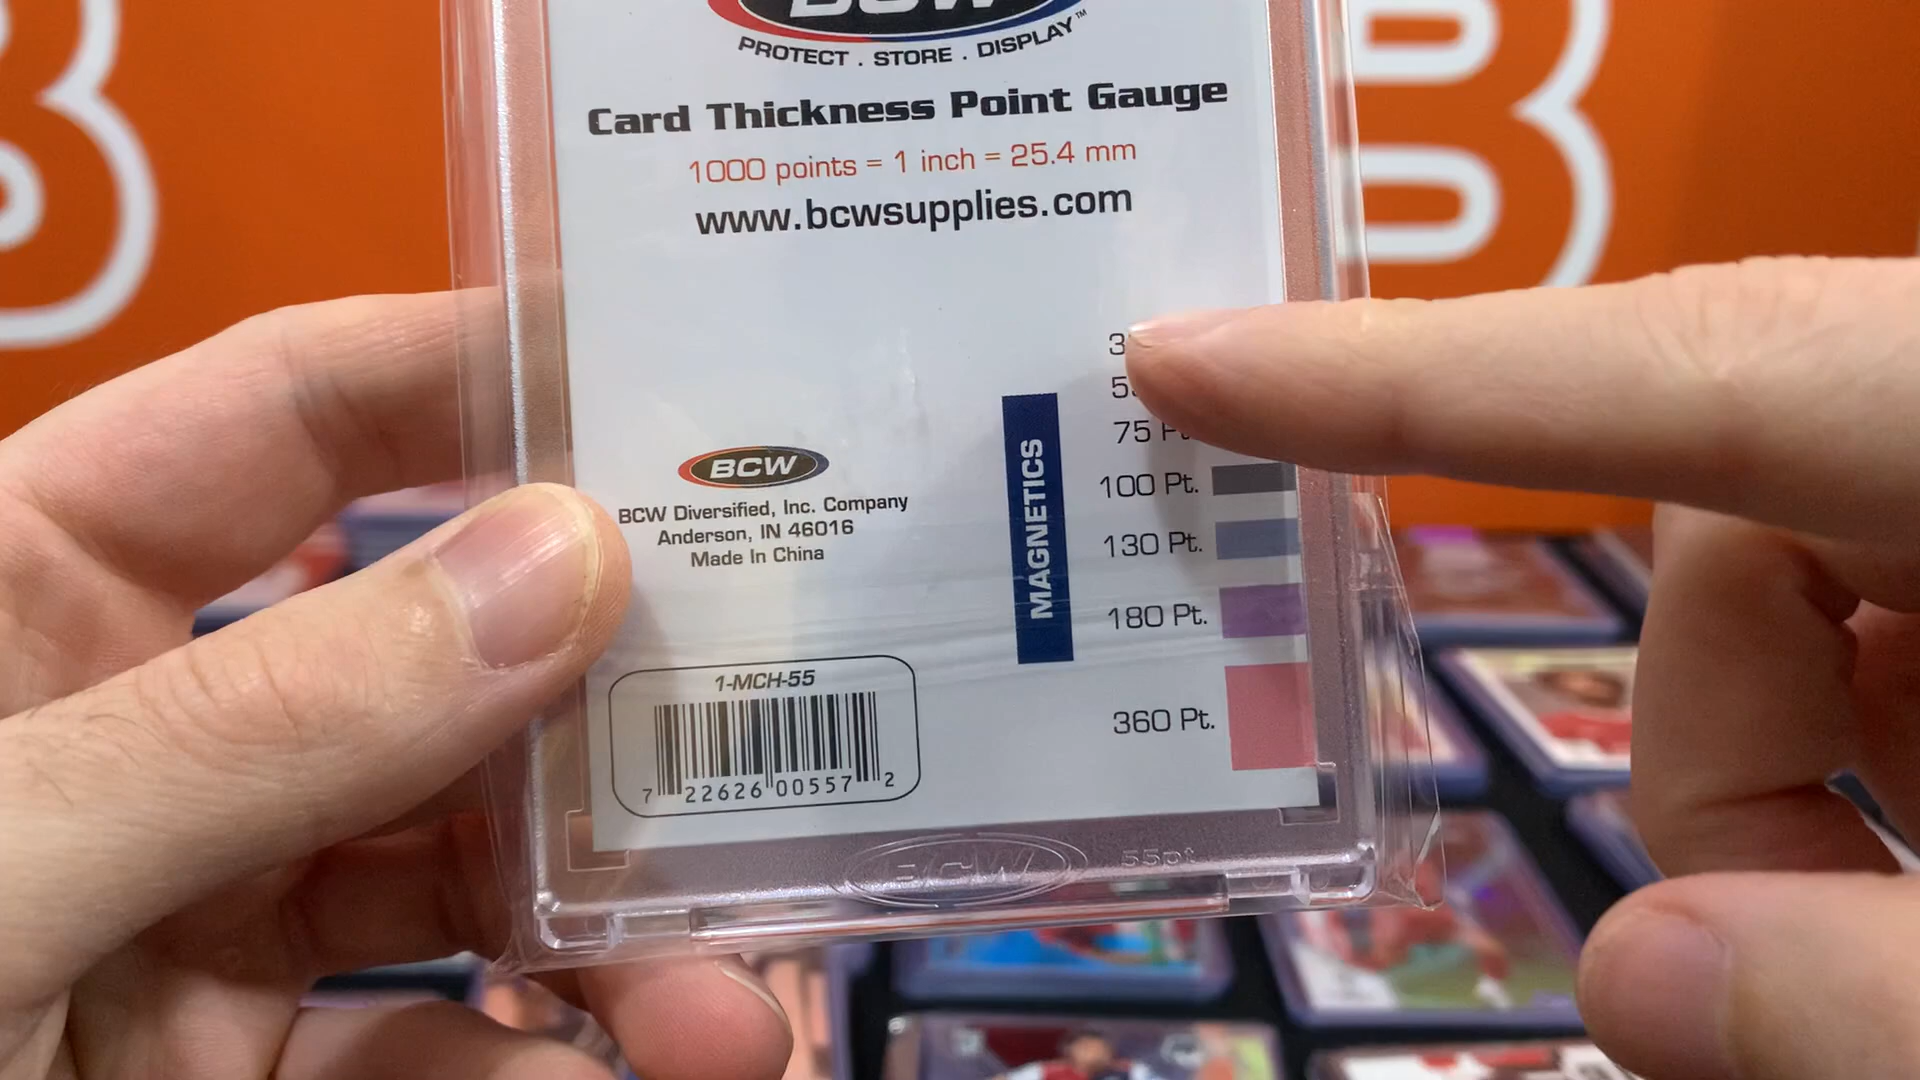 BCW
PROTECT . STORE . DISPLAY™
Card Thickness Point Gauge
1000 points = 1 inch = 25.4 mm
www.bcwsupplies.com
75
100 Pt.
130 Pt.
180 Pt.
360 Pt.
MAGNETICS
BCW
BCW Diversified, Inc. Company
Anderson, IN 46016
Made In China
1-MCH-55
7 22626 00557 2
BCW 55pt